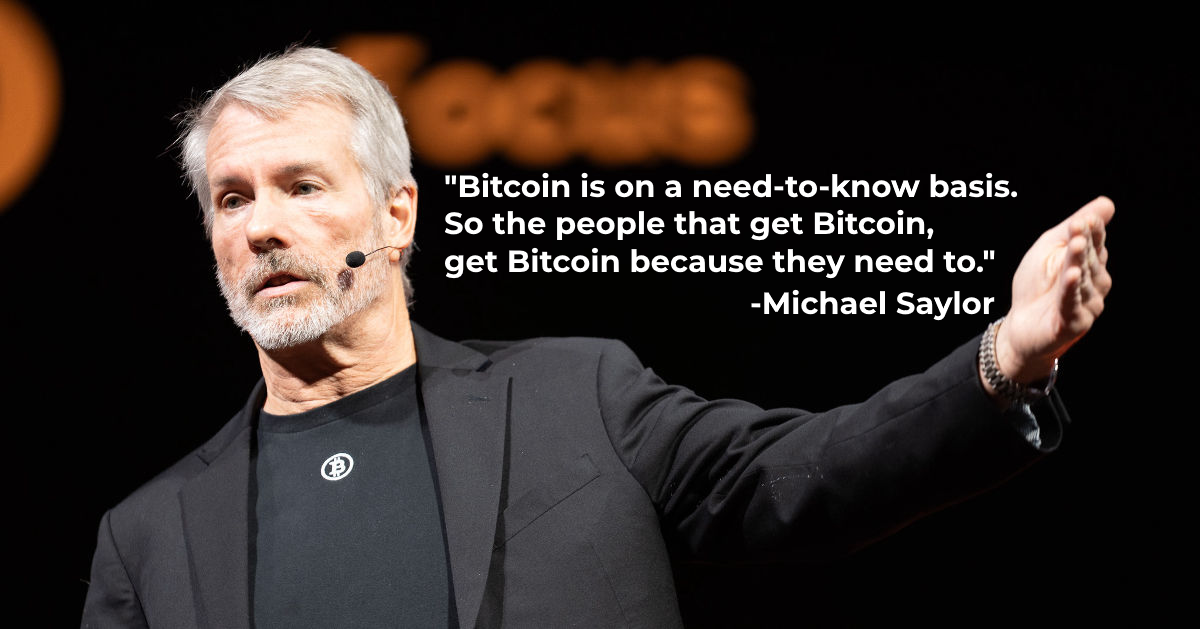 Focus
"Bitcoin is on a need-to-know basis.
So the people that get Bitcoin,
get Bitcoin because they need to."
-Michael Saylor